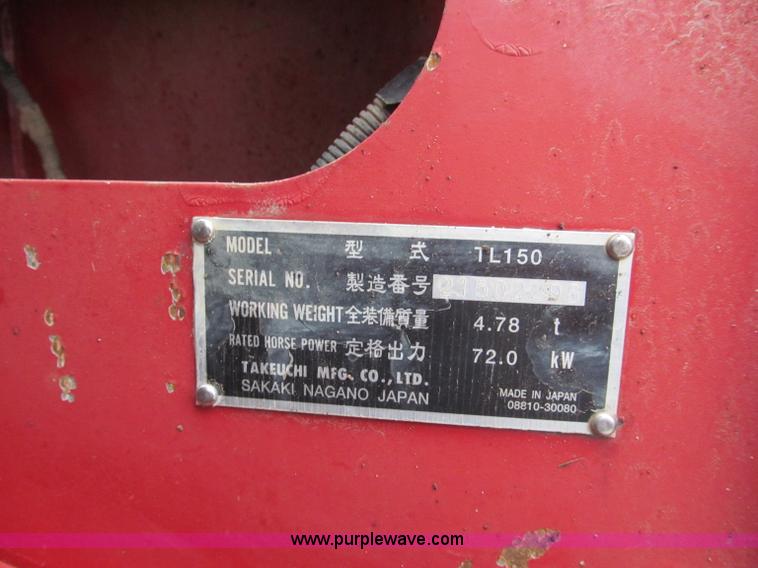 MODEL 型 式 TL150
SERIAL NO. 製造番号
WORKING WEIGHT 全装備質量 4.78 t
RATED HORSE POWER 定格出力 72.0 kW
TAKEUCHI MFG. CO., LTD.
SAKAKI NAGANO JAPAN
MADE IN JAPAN
08810-30080
www.purplewave.com